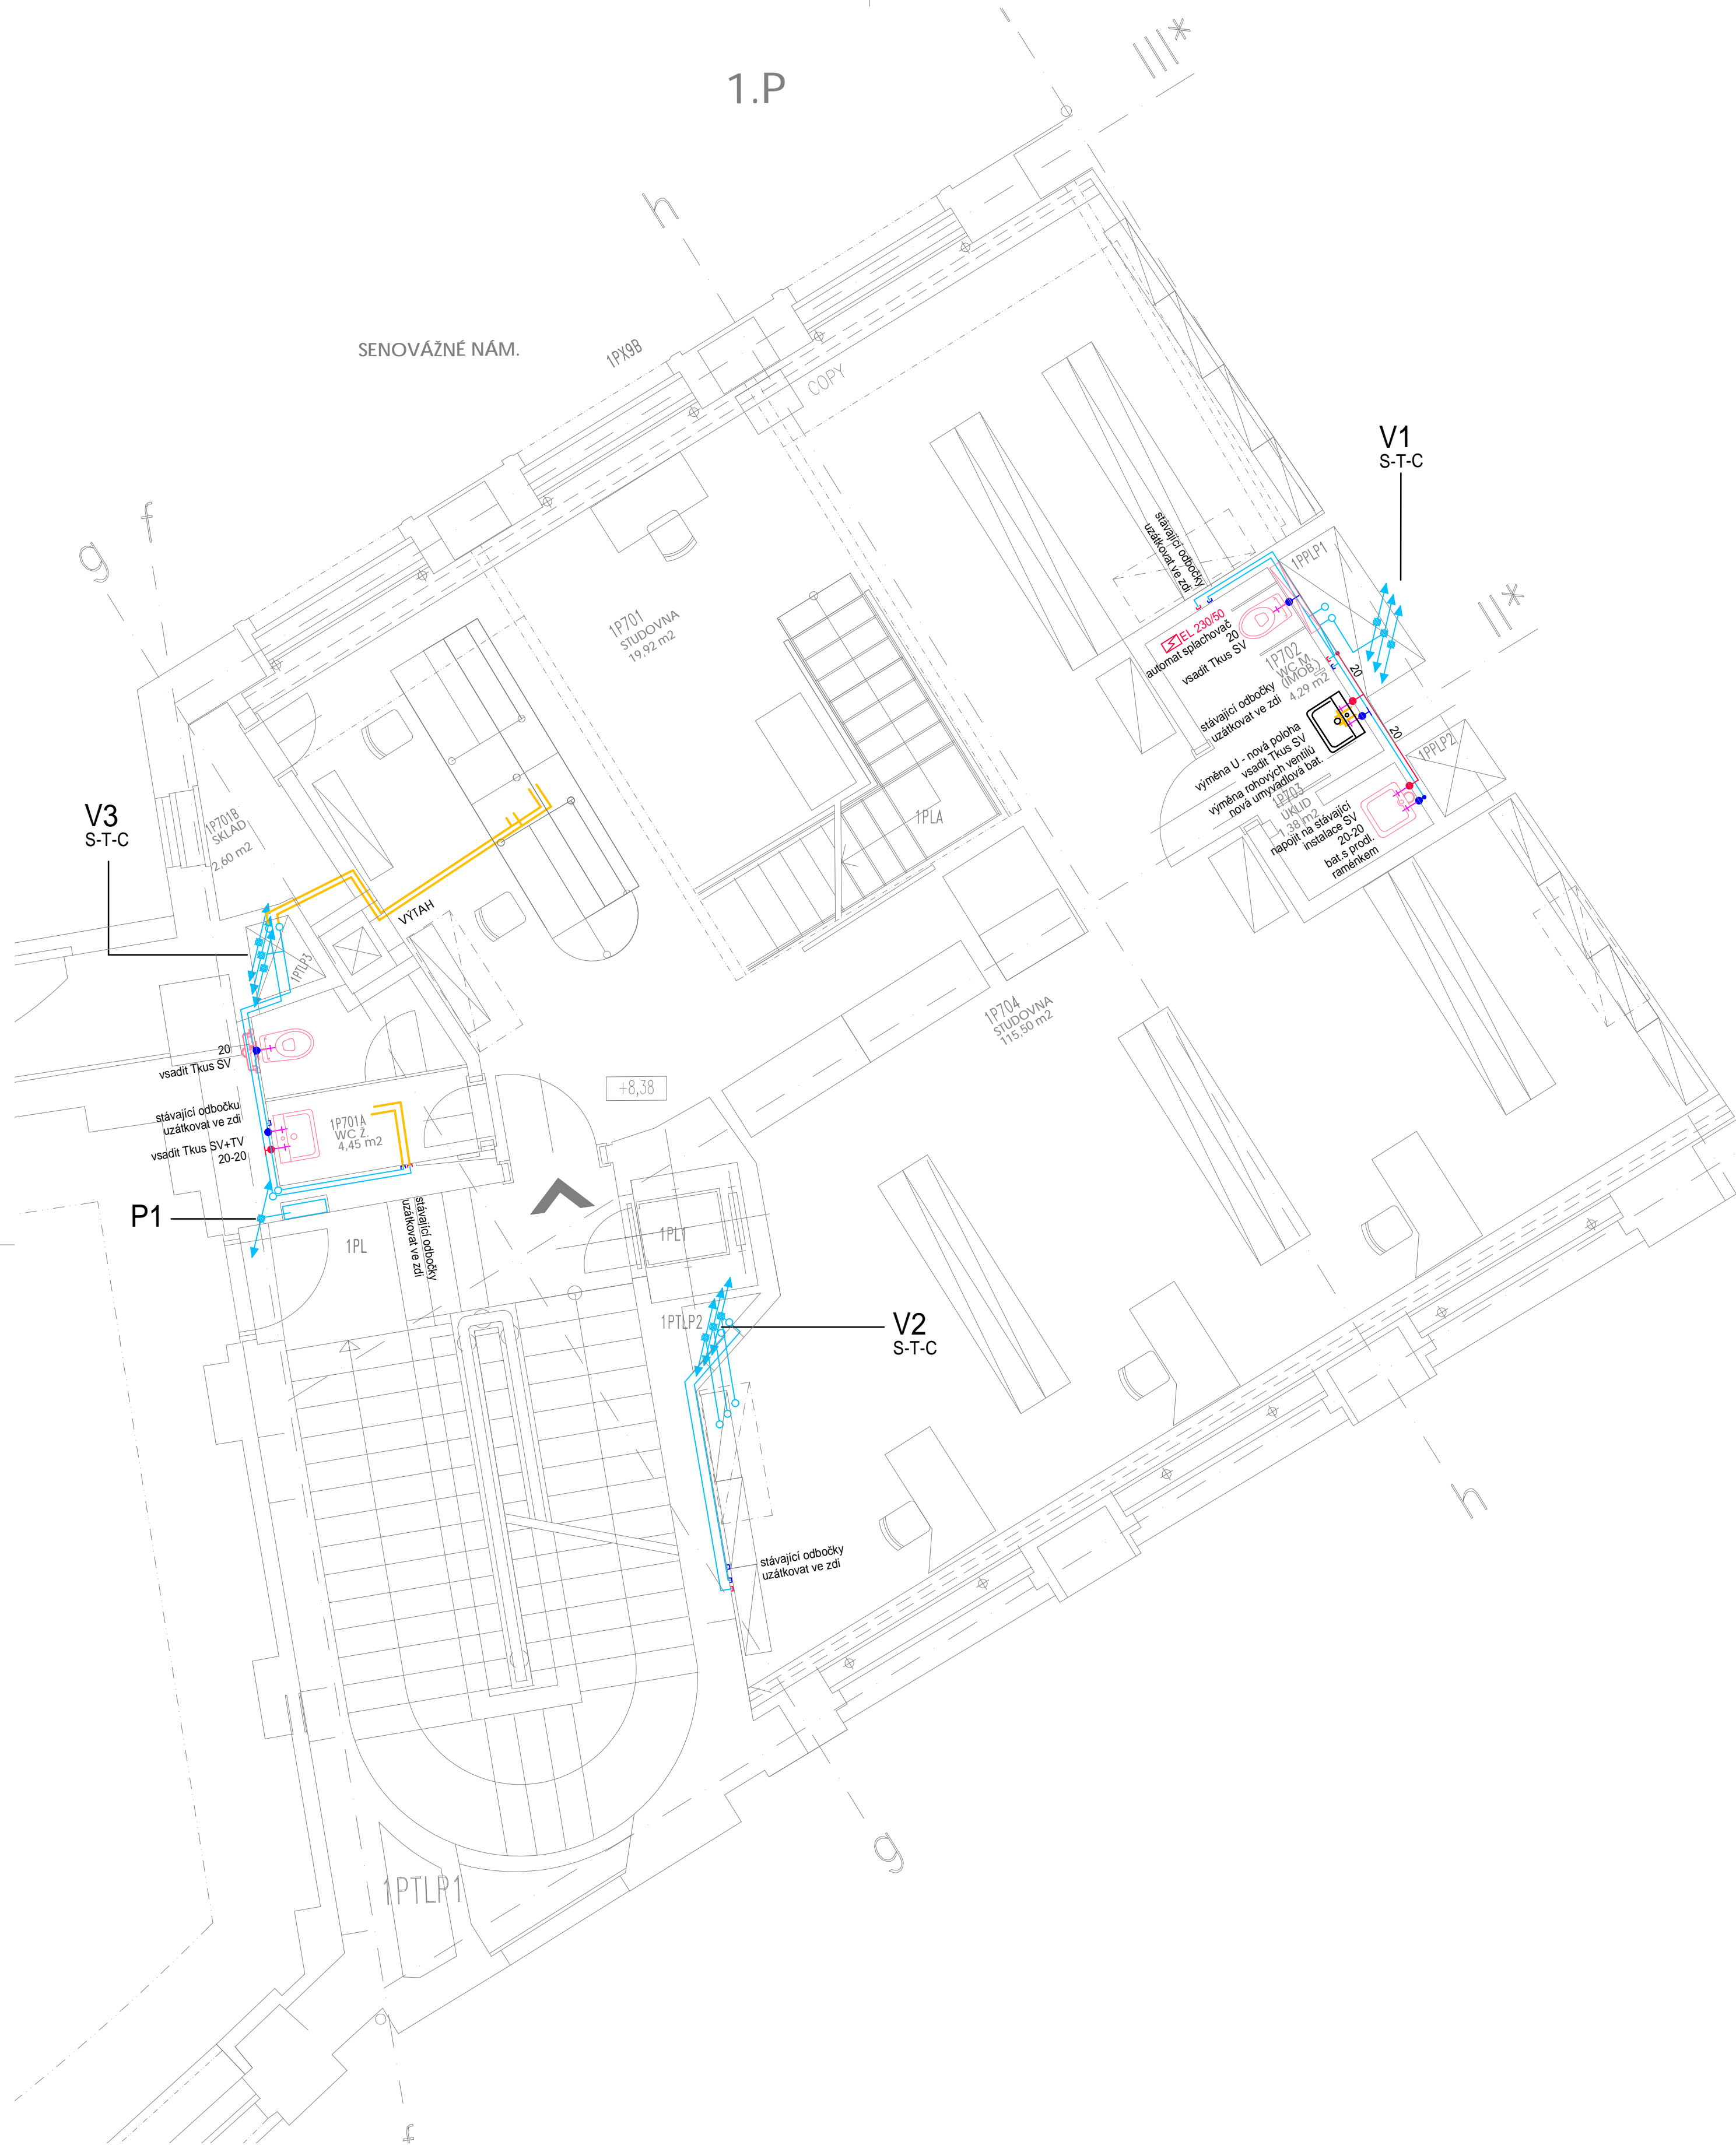 1.P
III*
h
SENOVÁŽNÉ NÁM.
1PX9B
COPY
V1
S-T-C
g
f
stávající odbočky
uzátkovat ve zdi
1PPLP1
II*
EL 230/50
automat splachovač
20
vsadit Tkus SV
1P701
STUDOVNA
19,92 m2
1P702
WC M.
(IMOB.)
4,29 m2
20
stávající odbočky
uzátkovat ve zdi
20
1PPLP2
výměna U - nová poloha
vsadit Tkus SV
výměna rohových ventilů
nová umyvadlová bat.
1P703
ÚKLID
1,38 m2
napojit na stávající
instalace SV
20-20
bat.s prodl.
raménkem
V3
S-T-C
1P701B
SKLAD
2,60 m2
1PLA
VÝTAH
1PTLP3
1P704
STUDOVNA
115,50 m2
20
vsadit Tkus SV
+8,38
stávající odbočku
uzátkovat ve zdi
vsadit Tkus SV+TV
20-20
1P701A
WC Ž.
4,45 m2
P1
1PL
stávající odbočky
uzátkovat ve zdi
1PL1
1PTLP2
V2
S-T-C
h
stávající odbočky
uzátkovat ve zdi
g
1PTLP1
f